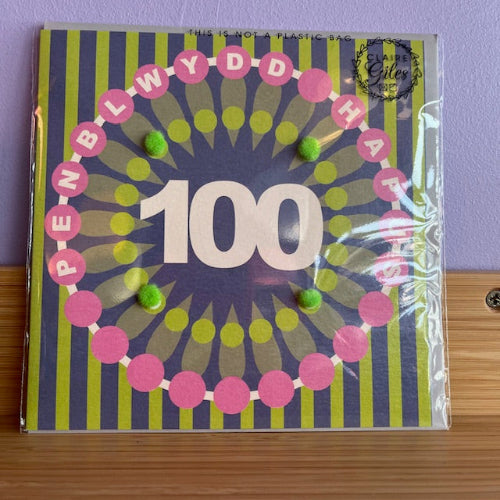 THIS IS NOT A PLASTIC BAG
CLAIRE
Giles
PENBLWYDD HAPUS
100